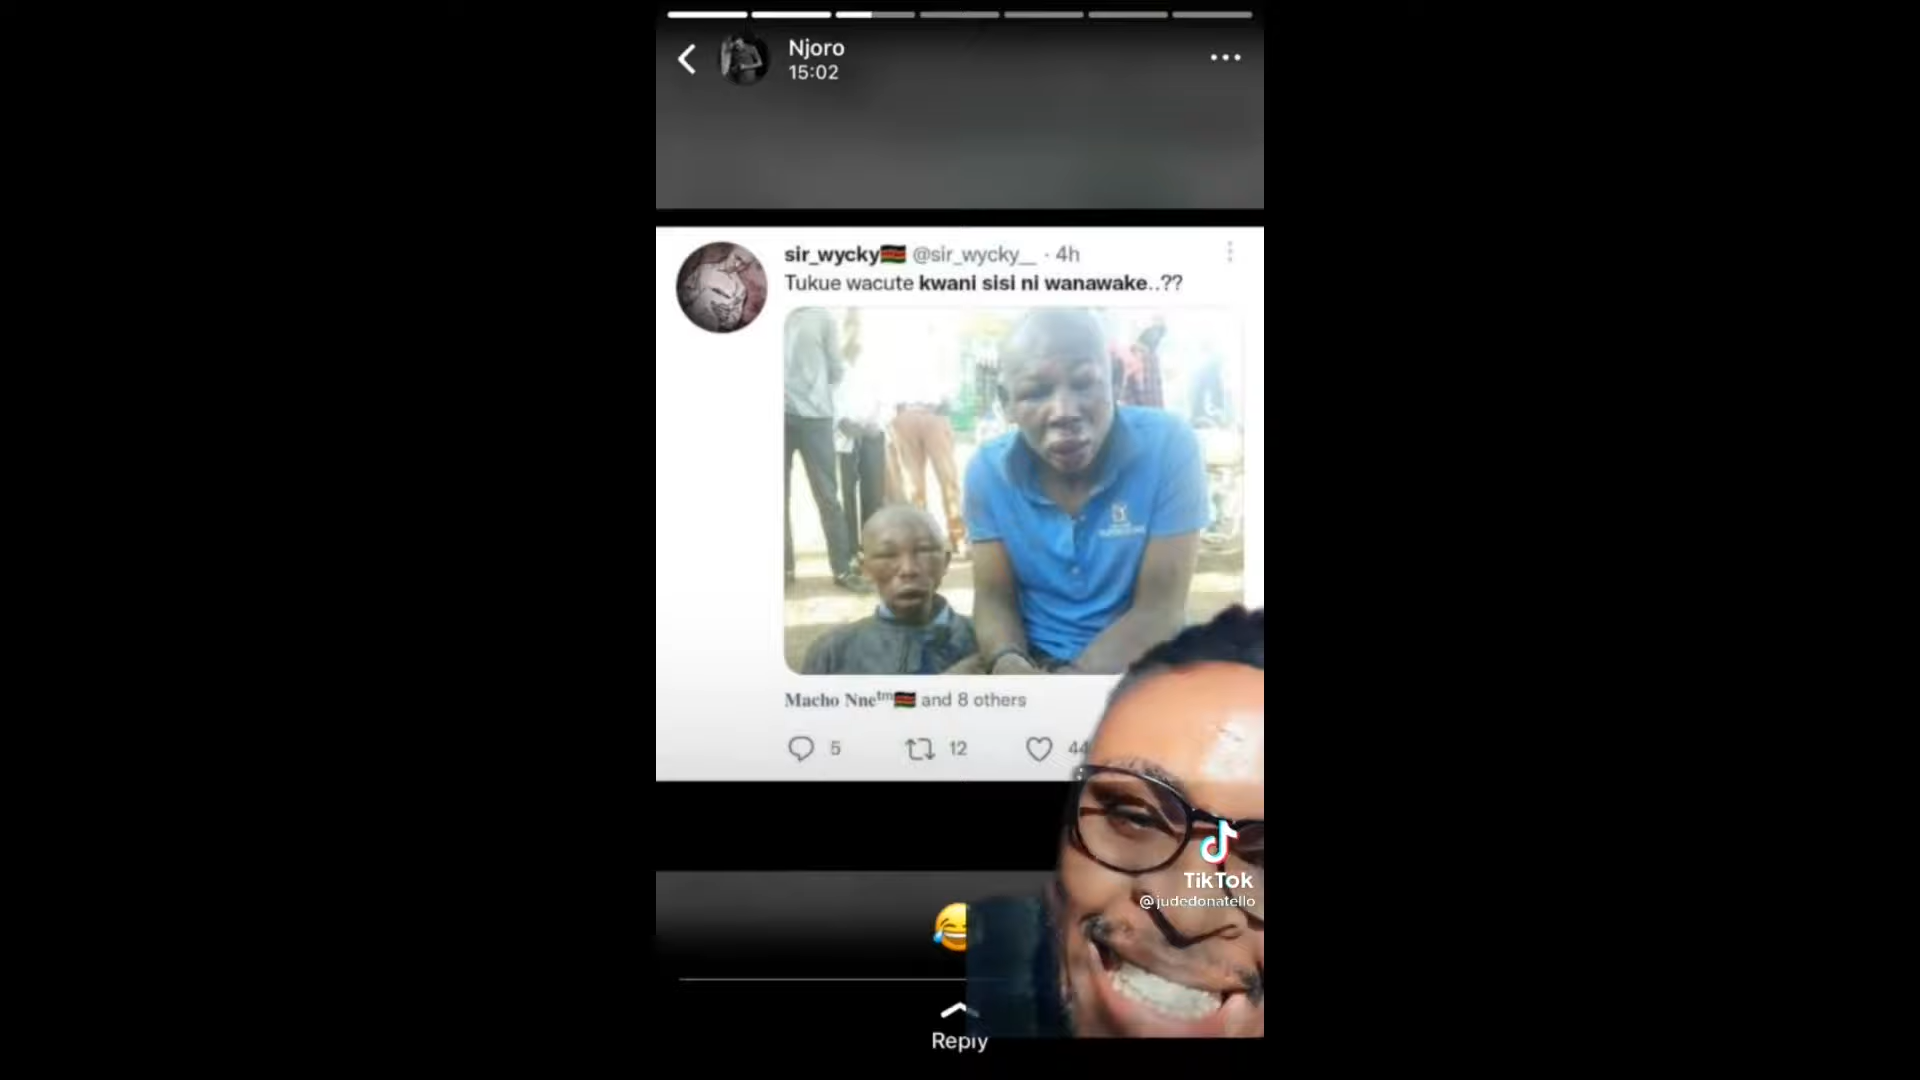 Njoro
15:02
sir_wycky🇰🇪 @sir_wycky__ · 4h
Tukue wacute kwani sisi ni wanawake..??
Macho Nne™🇰🇪 and 8 others
5 12 44
TikTok
@judedonatello
😂
Reply